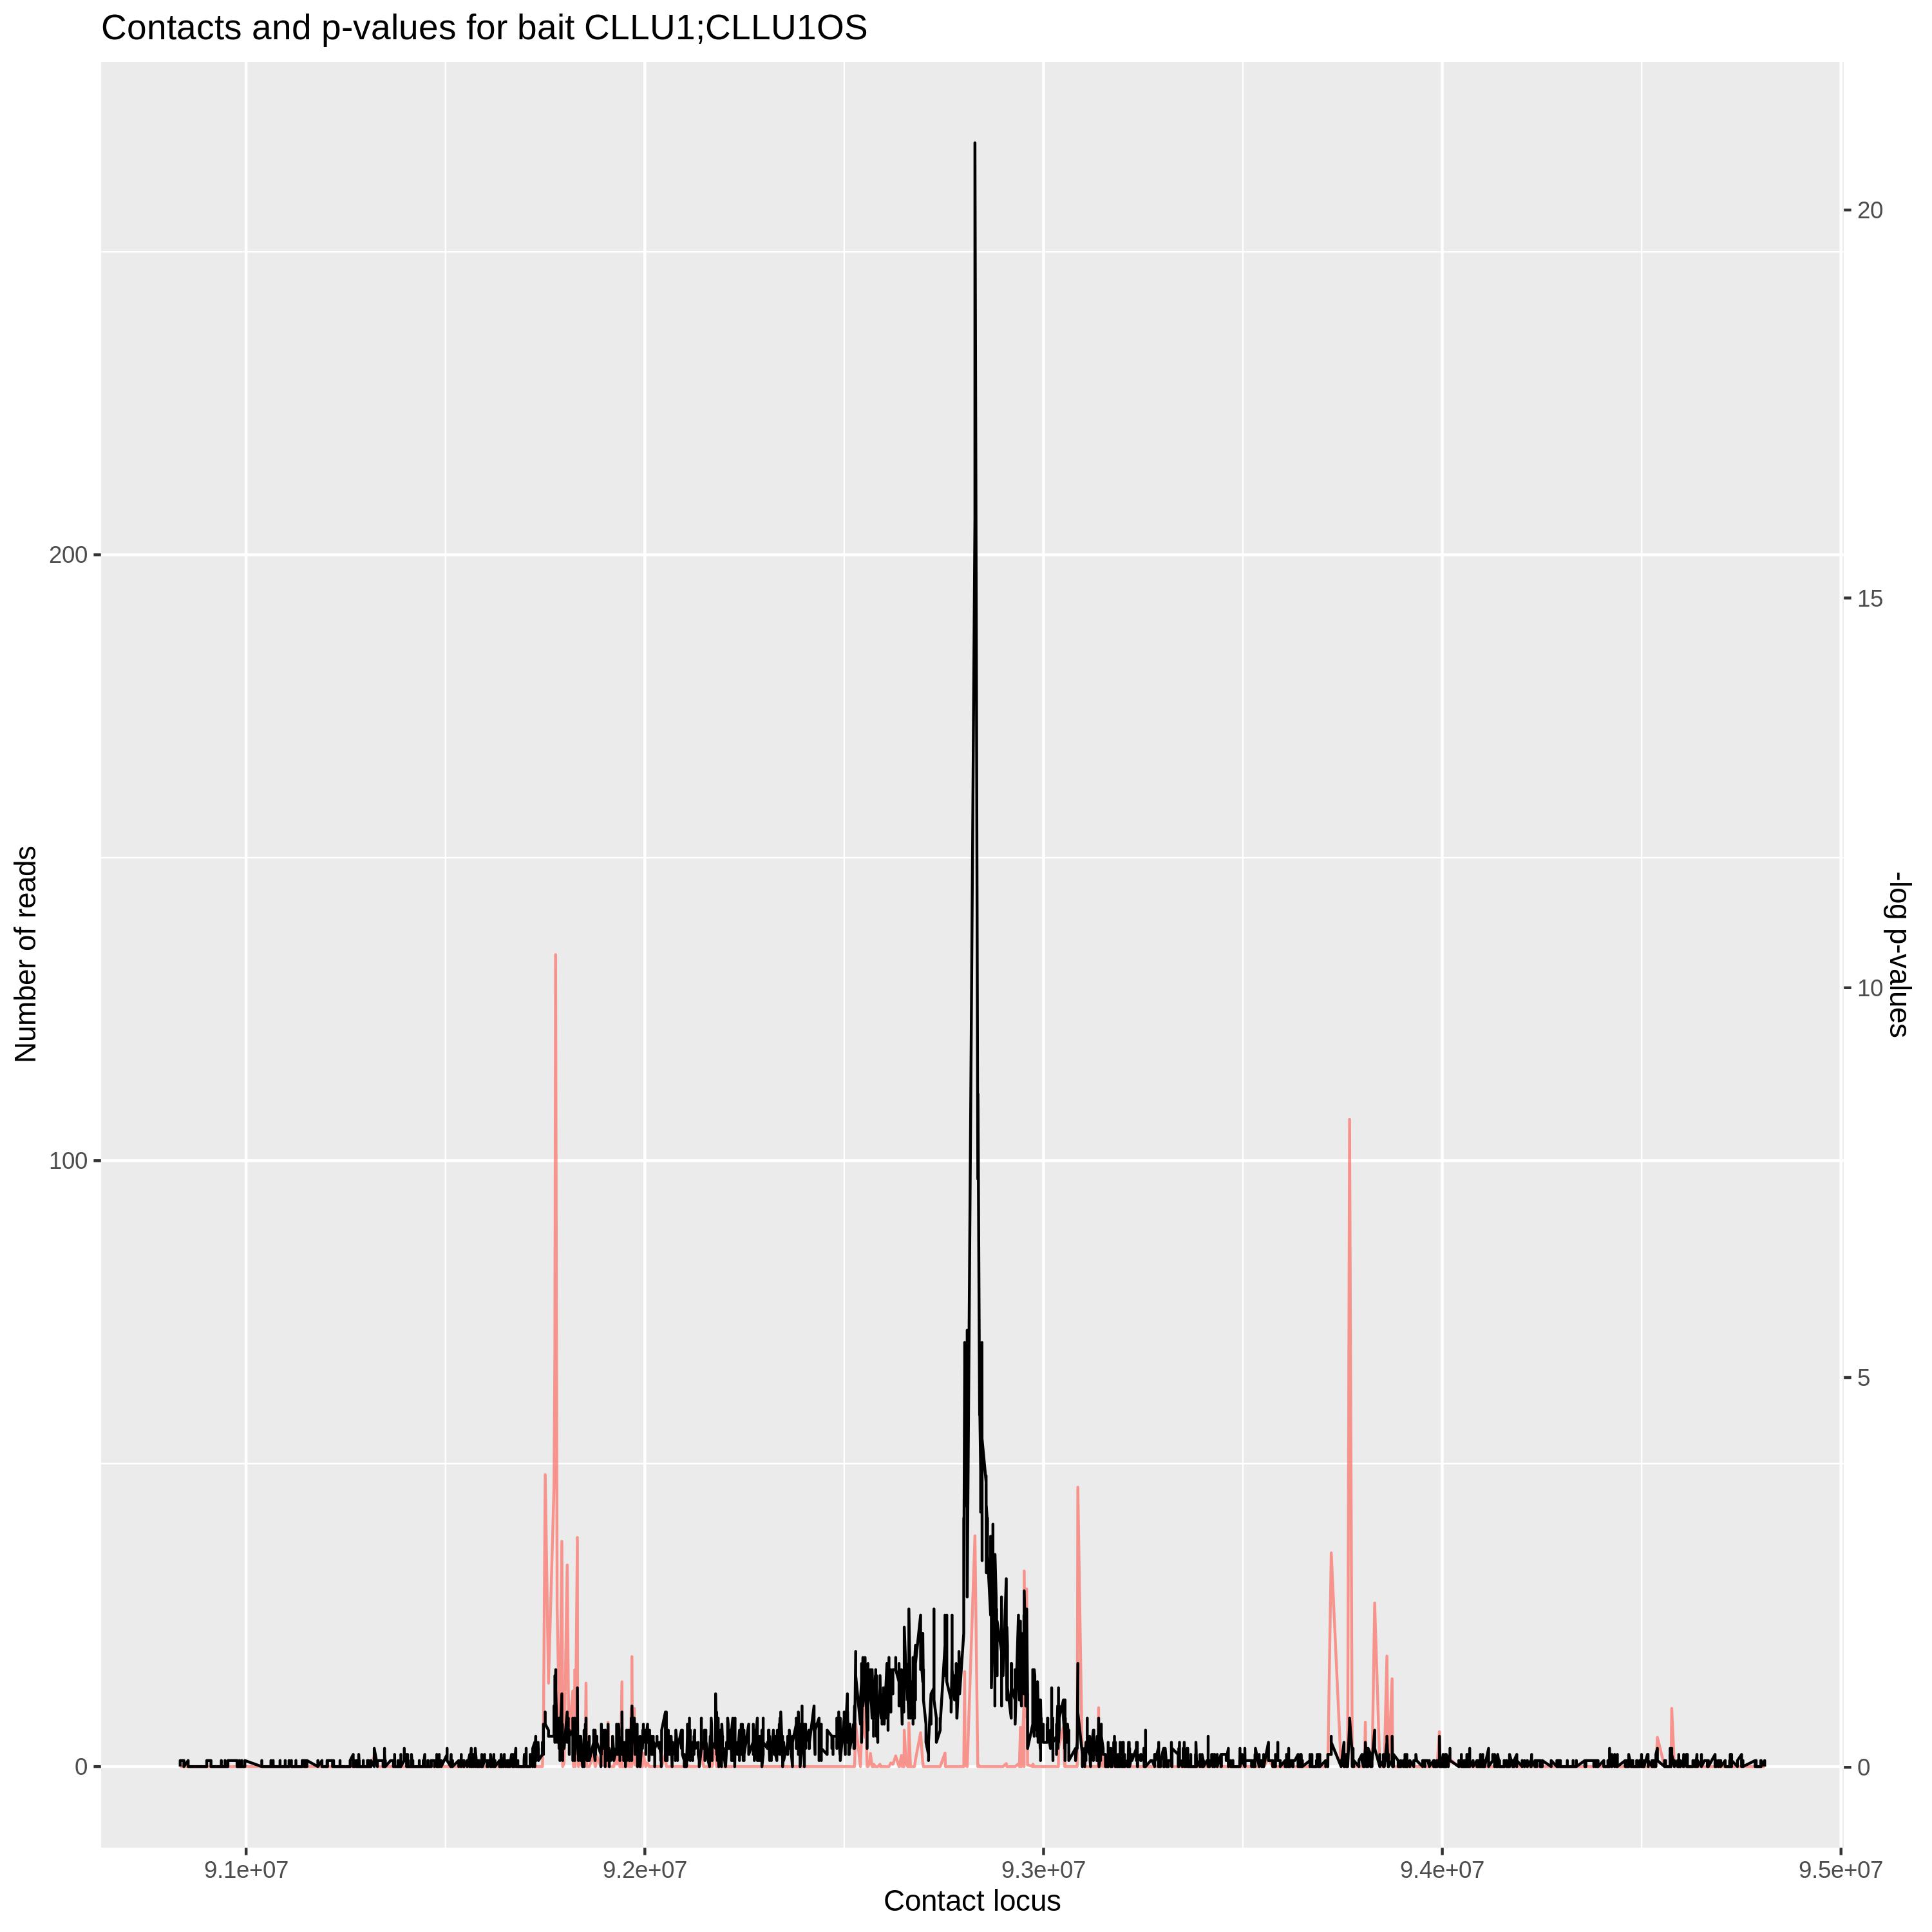 Contacts and p-values for bait CLLU1;CLLU1OS
Number of reads
200
100
0
20
15
10
5
0
-log p-values
9.1e+07
9.2e+07
9.3e+07
9.4e+07
9.5e+07
Contact locus